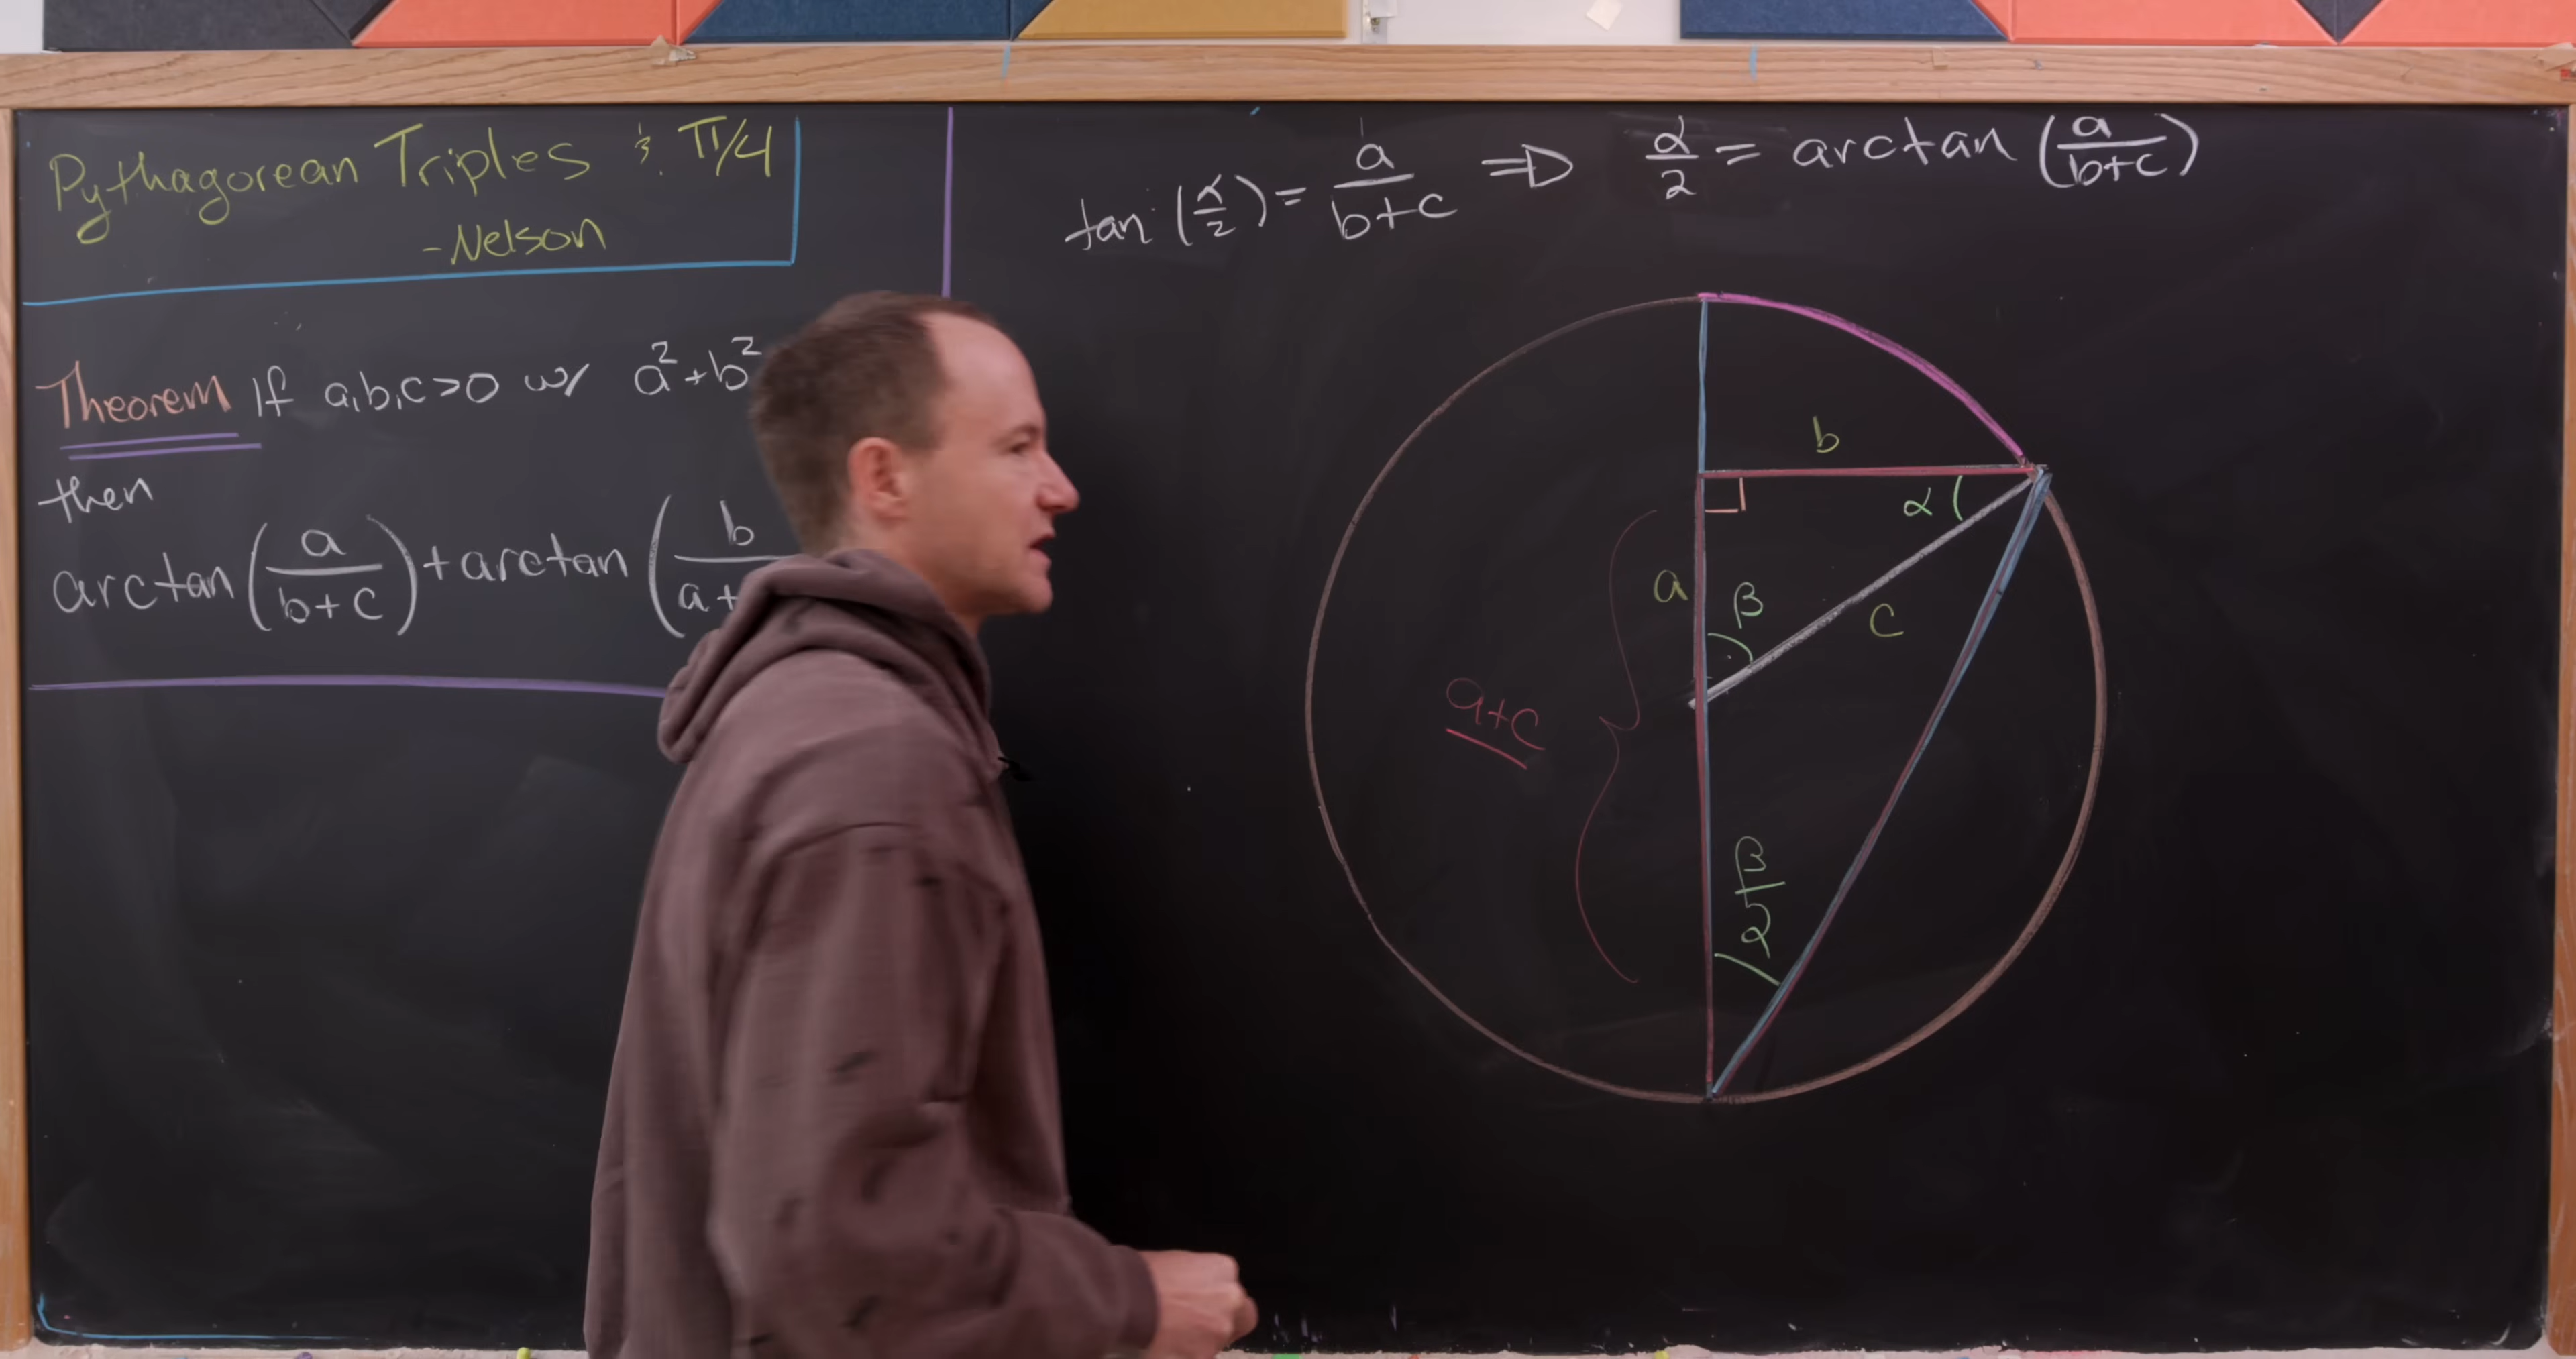 Pythagorean Triples & π/4
-Nelson
Theorem If a,b,c>0 w/ a²+b²
then
arctan(a/(b+c))+arctan(b/(a+
tan(α/2)=a/(b+c) ⇒ α/2 = arctan(a/(b+c))
b
α
a
β
c
a+c
β/2